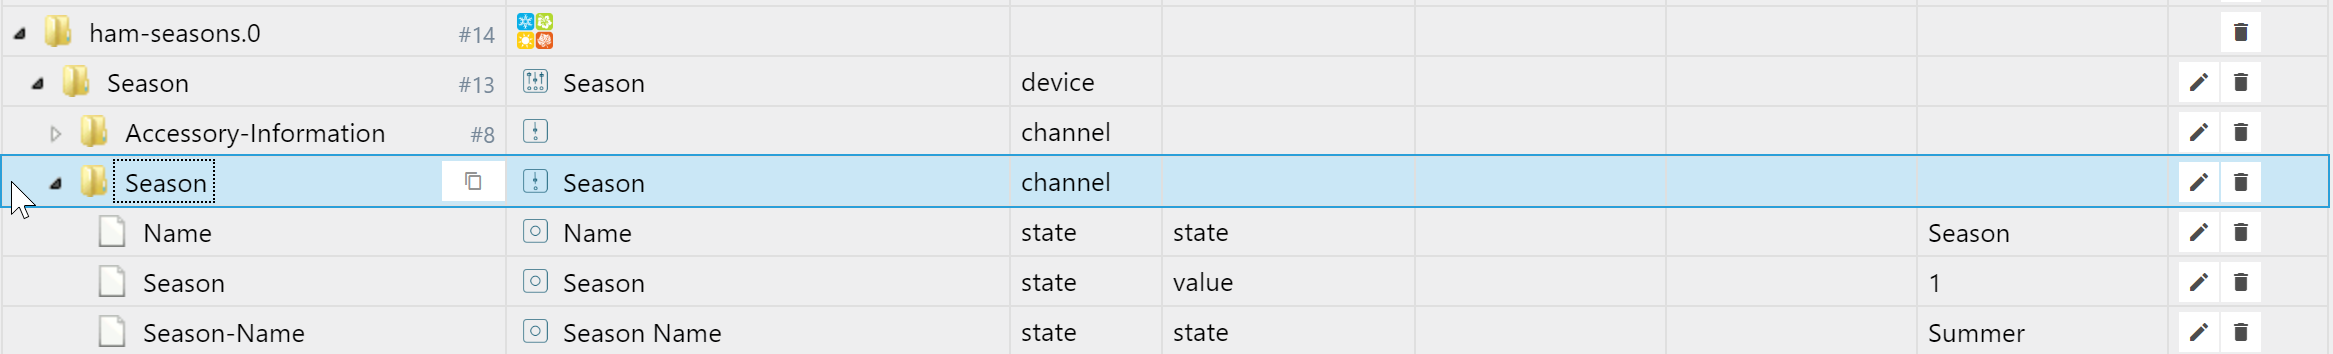 ham-seasons.0 #14
Season #13 Season device
Accessory-Information #8 channel
Season Season channel
Name Name state state Season
Season Season state value 1
Season-Name Season Name state state Summer